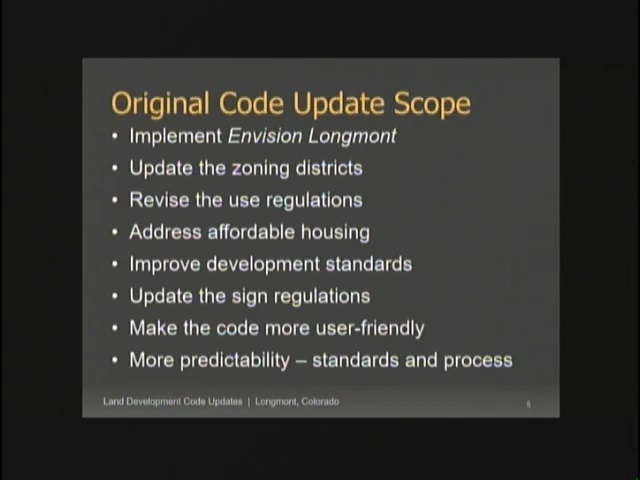 Original Code Update Scope
• Implement Envision Longmont
• Update the zoning districts
• Revise the use regulations
• Address affordable housing
• Improve development standards
• Update the sign regulations
• Make the code more user-friendly
• More predictability – standards and process
Land Development Code Updates | Longmont, Colorado
5